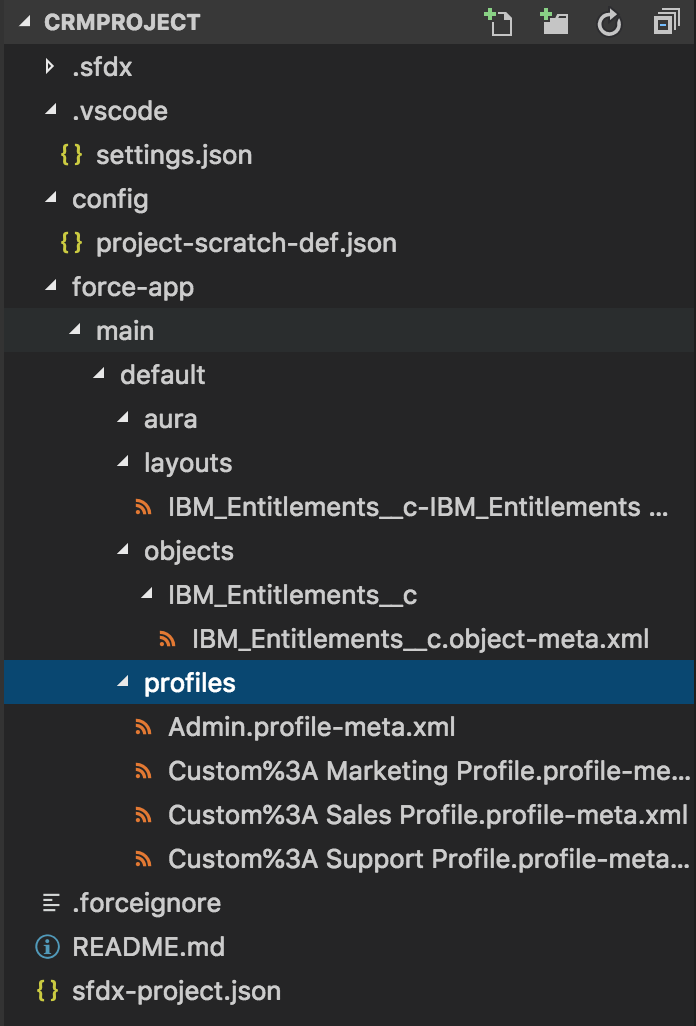 CRMPROJECT
.sfdx
.vscode
{} settings.json
config
{} project-scratch-def.json
force-app
main
default
aura
layouts
IBM_Entitlements__c-IBM_Entitlements ...
objects
IBM_Entitlements__c
IBM_Entitlements__c.object-meta.xml
profiles
Admin.profile-meta.xml
Custom%3A Marketing Profile.profile-me...
Custom%3A Sales Profile.profile-meta.xml
Custom%3A Support Profile.profile-meta...
.forceignore
README.md
{} sfdx-project.json